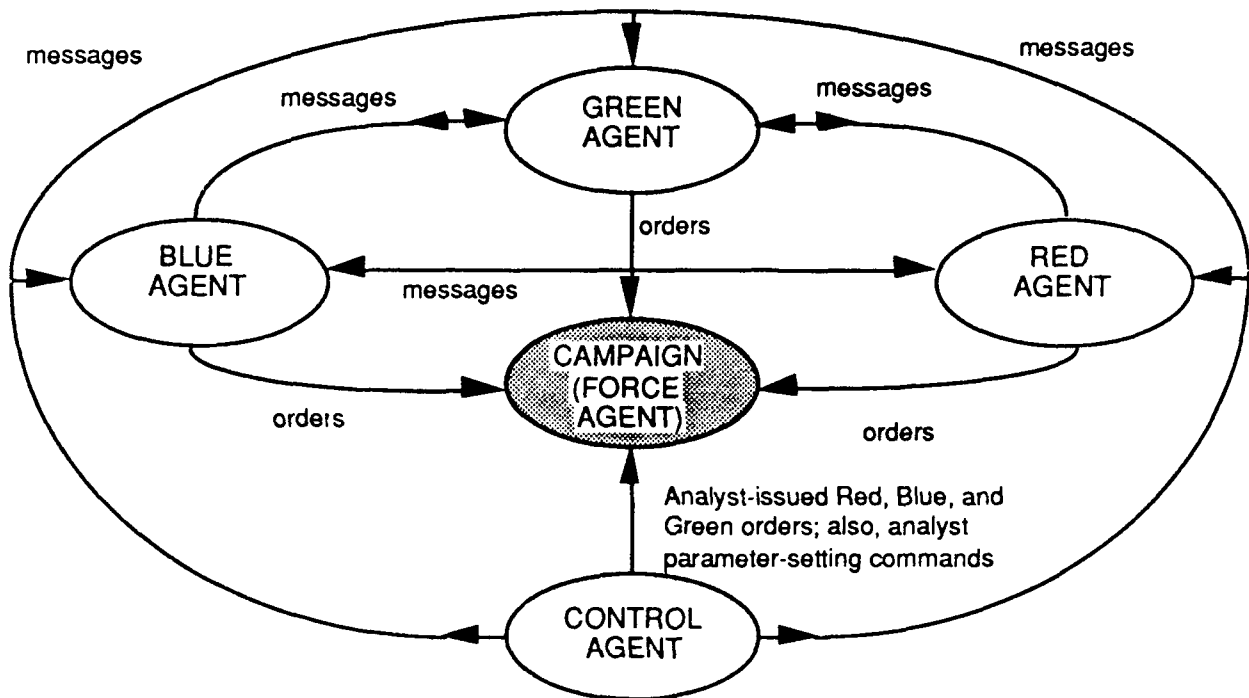 messages
messages
messages
GREEN
AGENT
messages
orders
BLUE
AGENT
RED
AGENT
messages
CAMPAIGN
(FORCE
AGENT)
orders
orders
Analyst-issued Red, Blue, and
Green orders; also, analyst
parameter-setting commands
CONTROL
AGENT